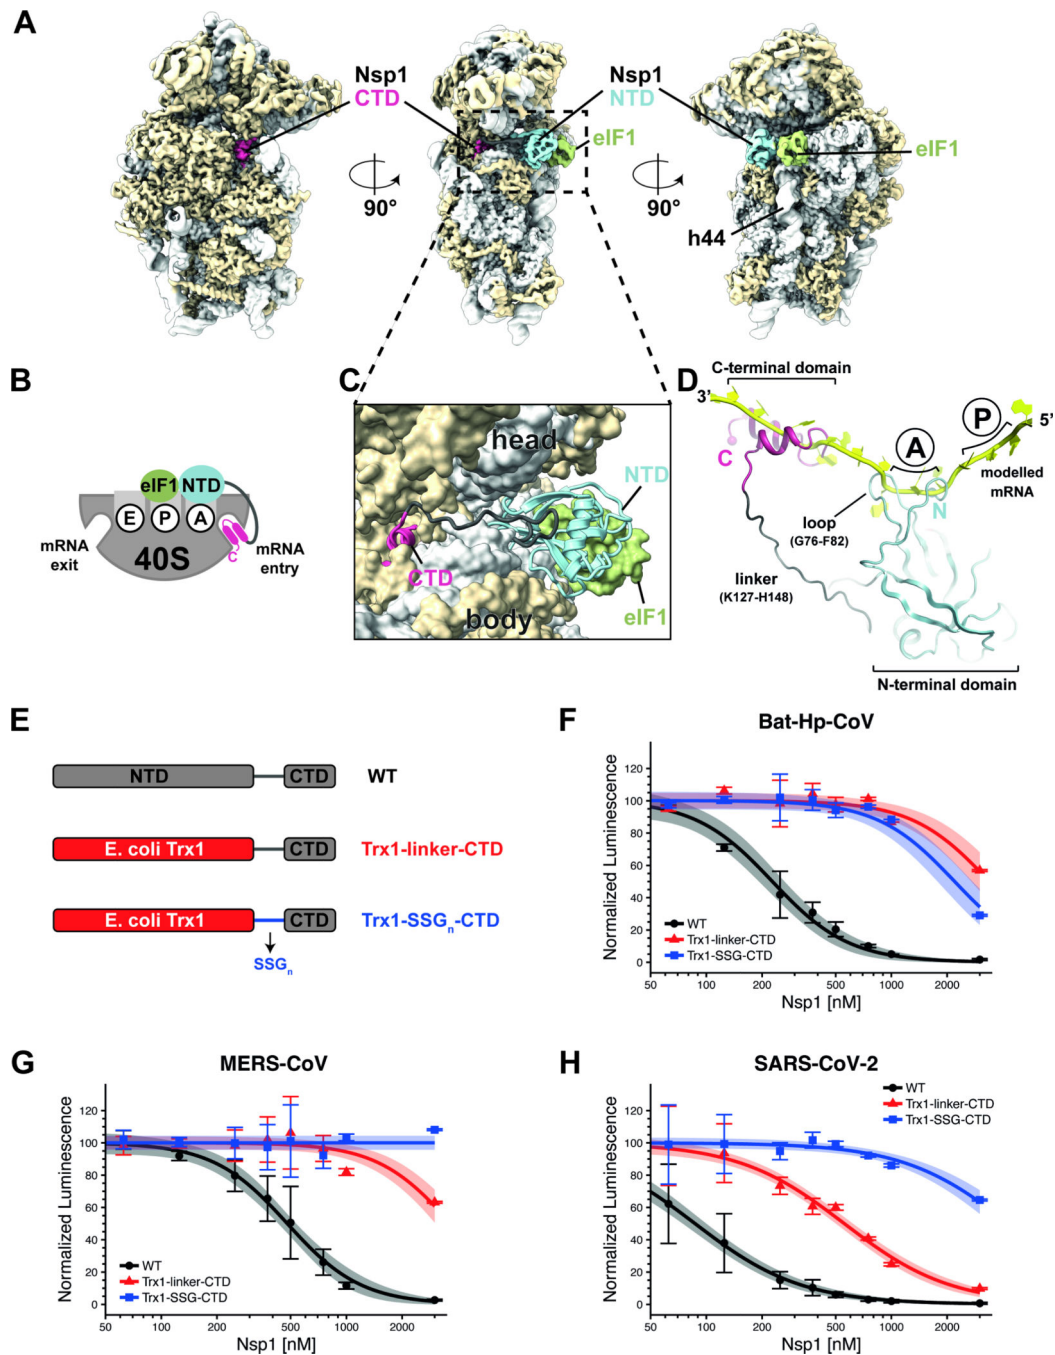 A
Nsp1
CTD
Nsp1
NTD
eIF1
eIF1
90°
90°
h44
B
eIF1 NTD
E P A
40S
C
mRNA
exit
mRNA
entry
C
head
NTD
CTD
eIF1
body
D
C-terminal domain
3'
5'
P
A
C
N
modelled
mRNA
loop
(G76-F82)
linker
(K127-H148)
N-terminal domain
E
NTD CTD WT
E. coli Trx1 CTD Trx1-linker-CTD
E. coli Trx1 CTD Trx1-SSGn-CTD
SSGn
F
Bat-Hp-CoV
Normalized Luminescence
120
100
80
60
40
20
0
WT
Trx1-linker-CTD
Trx1-SSG-CTD
50 100 200 500 1000 2000
Nsp1 [nM]
G
MERS-CoV
Normalized Luminescence
120
100
80
60
40
20
0
WT
Trx1-linker-CTD
Trx1-SSG-CTD
50 100 200 500 1000 2000
Nsp1 [nM]
H
SARS-CoV-2
Normalized Luminescence
120
100
80
60
40
20
0
WT
Trx1-linker-CTD
Trx1-SSG-CTD
50 100 200 500 1000 2000
Nsp1 [nM]